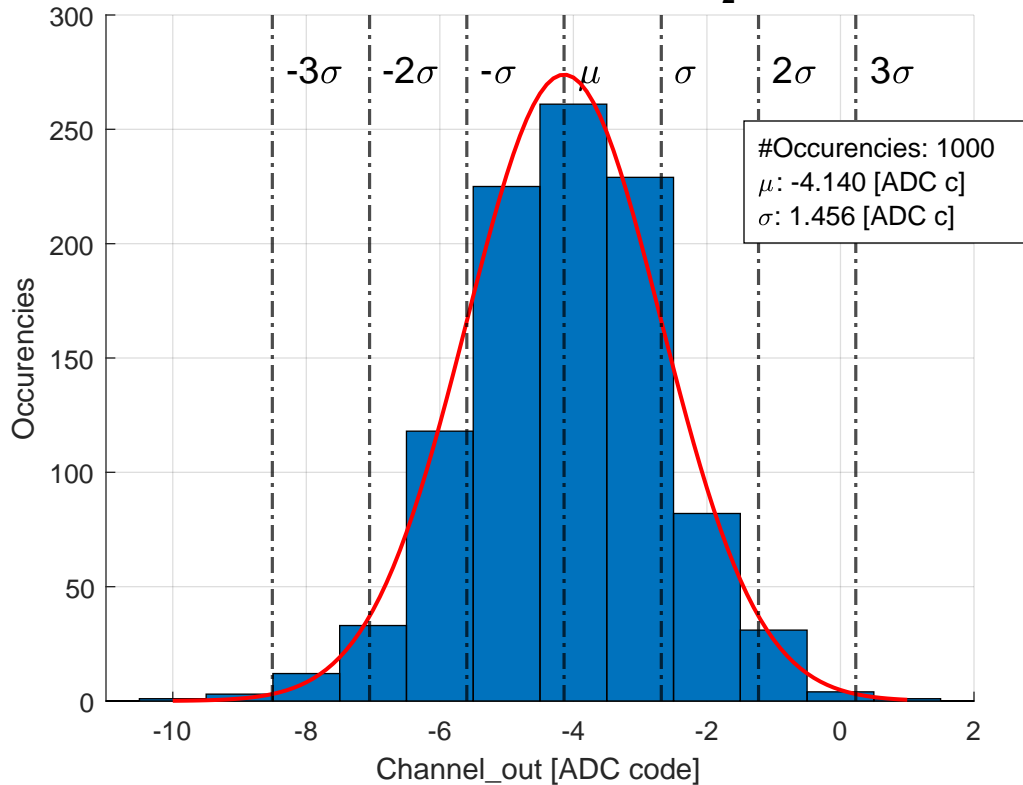 300
-3σ -2σ -σ μ σ 2σ 3σ
250
#Occurencies: 1000
μ: -4.140 [ADC c]
σ: 1.456 [ADC c]
200
150
100
50
0
Occurencies
-10 -8 -6 -4 -2 0 2
Channel_out [ADC code]